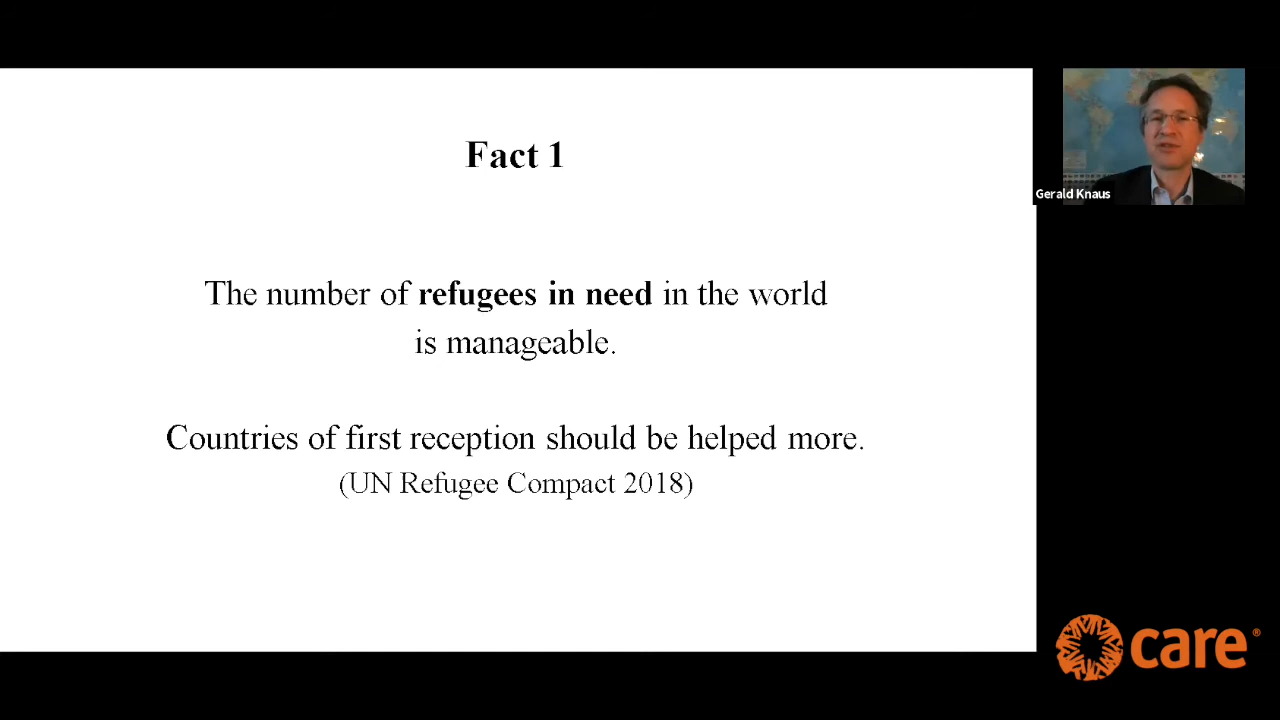 Fact 1
The number of refugees in need in the world
is manageable.
Countries of first reception should be helped more.
(UN Refugee Compact 2018)
Gerald Knaus
care®